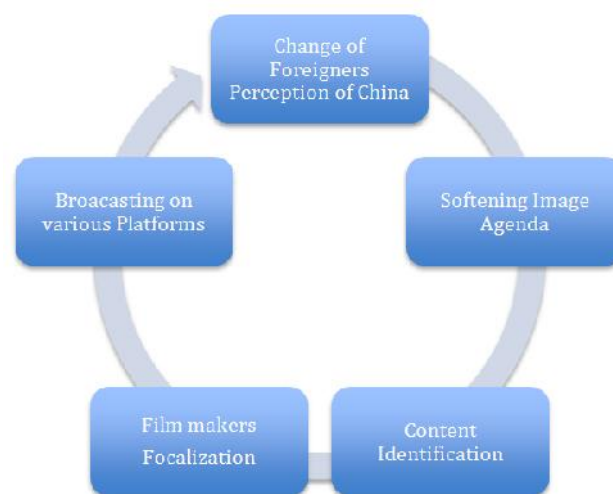 Change of
Foreigners
Perception of China
Softening Image
Agenda
Content
Identification
Film makers
Focalization
Broacasting on
various Platforms